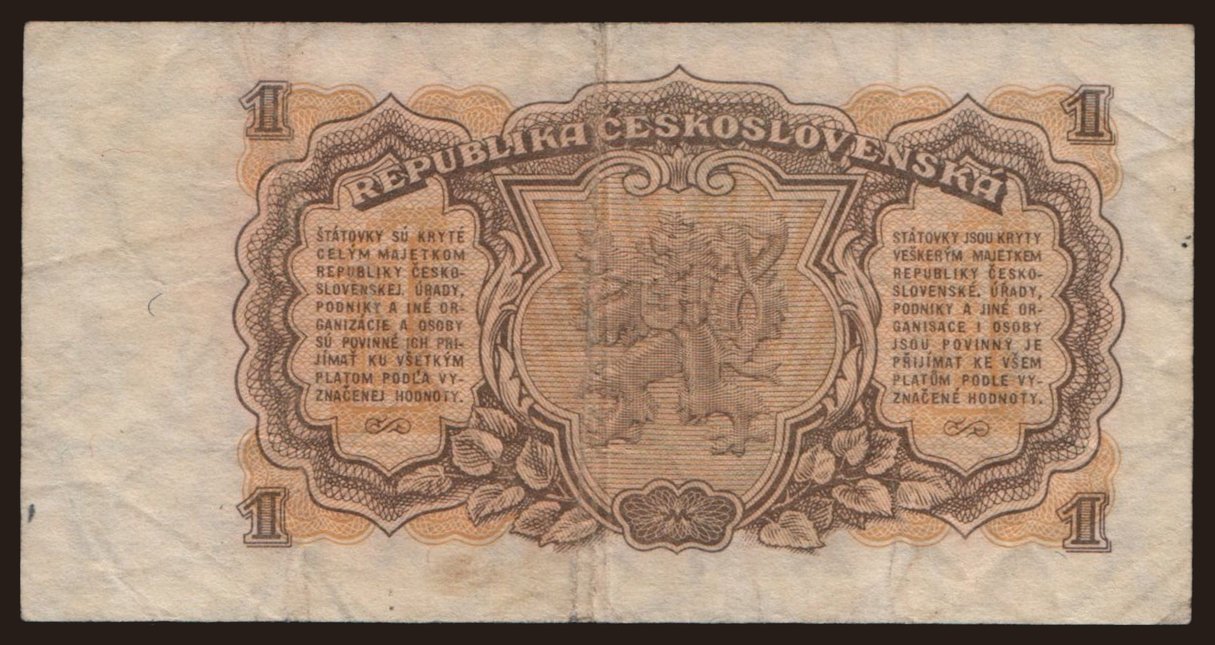 1
1
REPUBLIKA ČESKOSLOVENSKÁ
ŠTÁTOVKY SÚ KRYTÉ
CELÝM MAJETKOM
REPUBLIKY ČESKO-
SLOVENSKEJ. ÚRADY,
PODNIKY A INÉ OR-
GANIZÁCIE A OSOBY
SÚ POVINNÉ ICH PRI-
JÍMAŤ KU VŠETKÝM
PLATOM PODĽA VY-
ZNAČENEJ HODNOTY.
STÁTOVKY JSOU KRYTY
VEŠKERÝM MAJETKEM
REPUBLIKY ČESKO-
SLOVENSKÉ. ÚŘADY,
PODNIKY A JINÉ OR-
GANISACE I OSOBY
JSOU POVINNY JE
PŘIJÍMAT KE VŠEM
PLATŮM PODLE VY-
ZNAČENÉ HODNOTY.
1
1